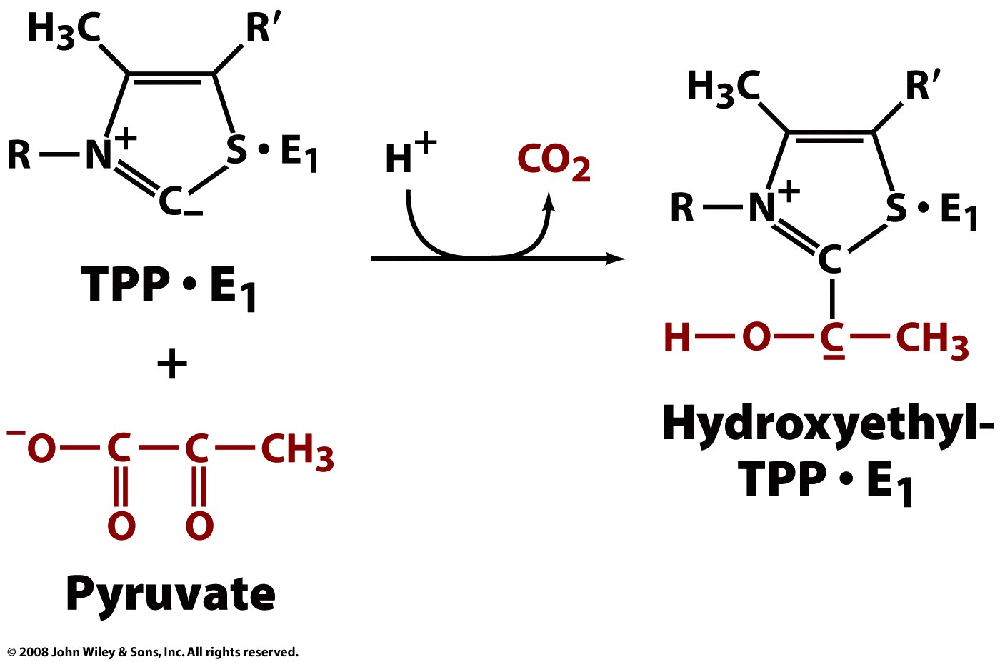 H₃C R′
R—N⁺ S • E₁
C−
TPP • E₁
+
⁻O—C—C—CH₃
O O
Pyruvate
H⁺ CO₂
H₃C R′
R—N⁺ S • E₁
C
H—O—C—CH₃
−
Hydroxyethyl-
TPP • E₁
© 2008 John Wiley & Sons, Inc. All rights reserved.